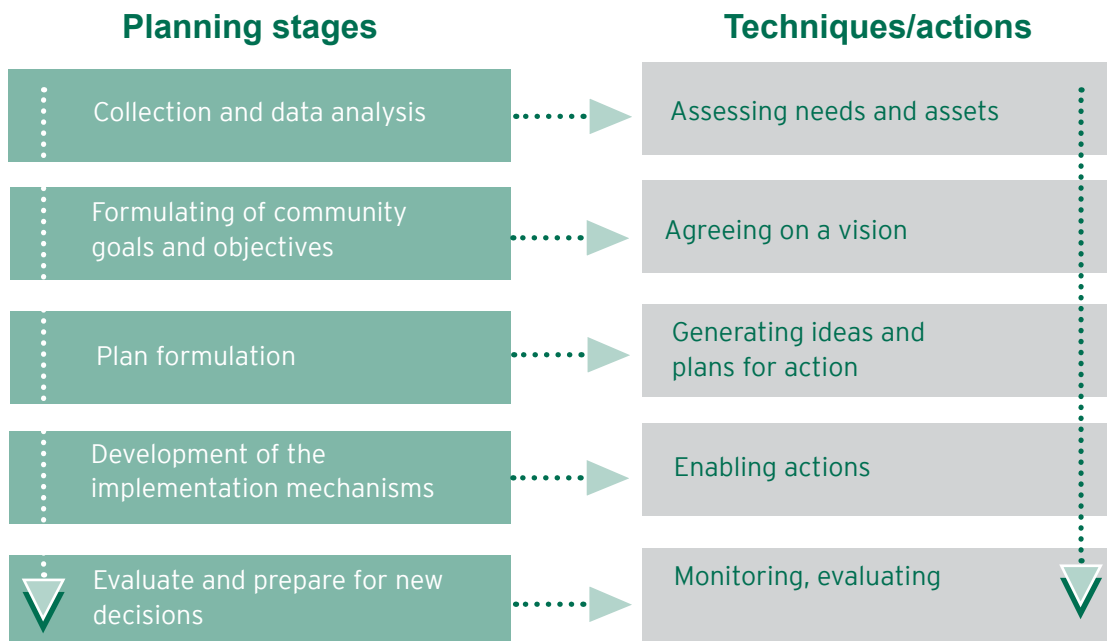 Planning stages
Techniques/actions
Collection and data analysis
Assessing needs and assets
Formulating of community
goals and objectives
Agreeing on a vision
Plan formulation
Generating ideas and
plans for action
Development of the
implementation mechanisms
Enabling actions
Evaluate and prepare for new
decisions
Monitoring, evaluating